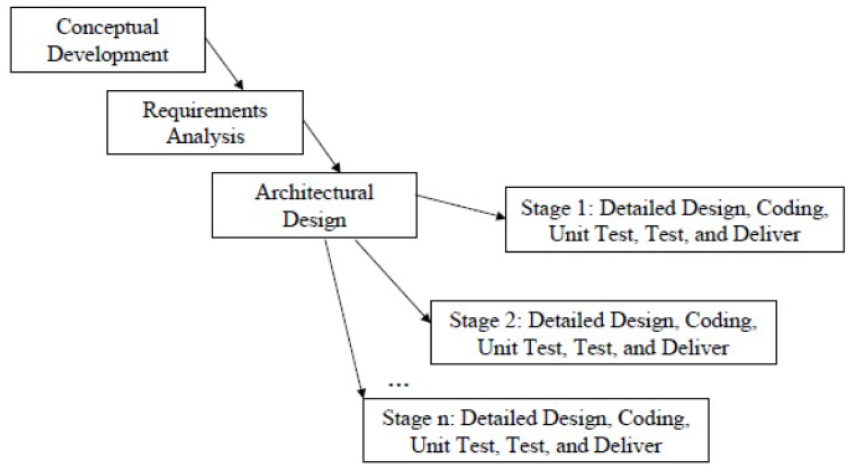 Conceptual
Development
Requirements
Analysis
Architectural
Design
Stage 1: Detailed Design, Coding,
Unit Test, Test, and Deliver
Stage 2: Detailed Design, Coding,
Unit Test, Test, and Deliver
...
Stage n: Detailed Design, Coding,
Unit Test, Test, and Deliver